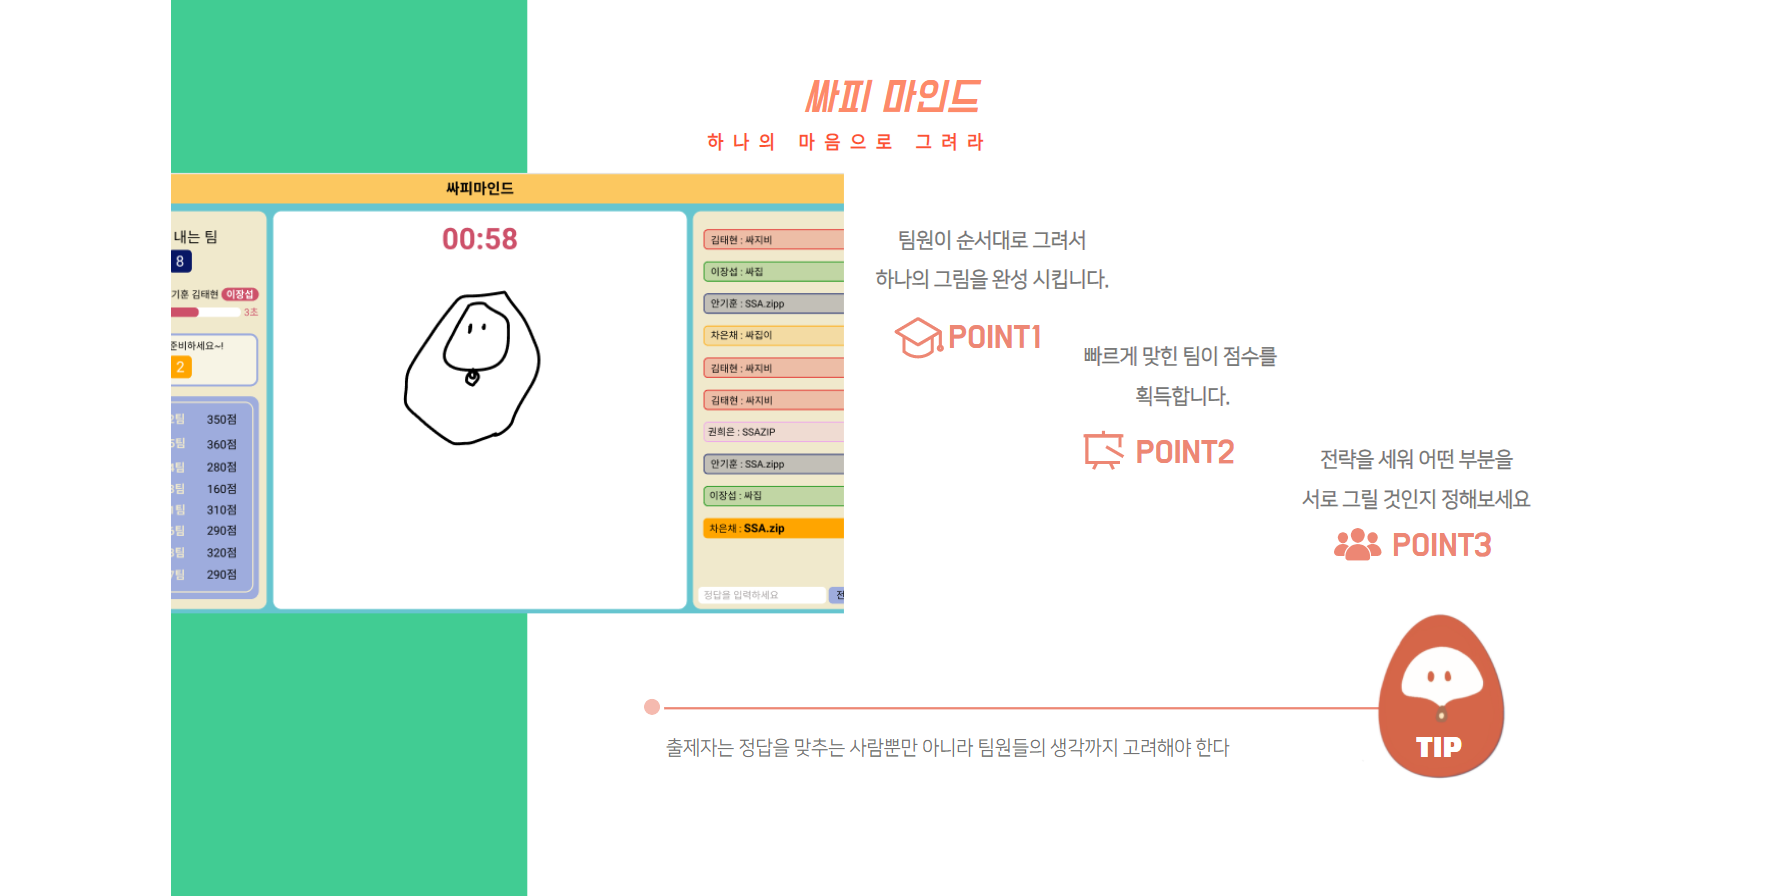 싸피 마인드
하나의 마음으로 그려라
싸피마인드
내는 팀
8
기훈 김태현 이장섭
3초
준비하세요~!
2
2팀 350점
5팀 360점
4팀 280점
3팀 160점
1팀 310점
6팀 290점
8팀 320점
7팀 290점
00:58
김태현 : 싸지비
이장섭 : 싸집
안기훈 : SSA.zipp
차은채 : 싸집이
김태현 : 싸지비
김태현 : 싸지비
권희은 : SSAZIP
안기훈 : SSA.zipp
이장섭 : 싸집
차은채 : SSA.zip
정답을 입력하세요 전
팀원이 순서대로 그려서
하나의 그림을 완성 시킵니다.
POINT1
빠르게 맞힌 팀이 점수를
획득합니다.
POINT2
전략을 세워 어떤 부분을
서로 그릴 것인지 정해보세요
POINT3
TIP
출제자는 정답을 맞추는 사람뿐만 아니라 팀원들의 생각까지 고려해야 한다